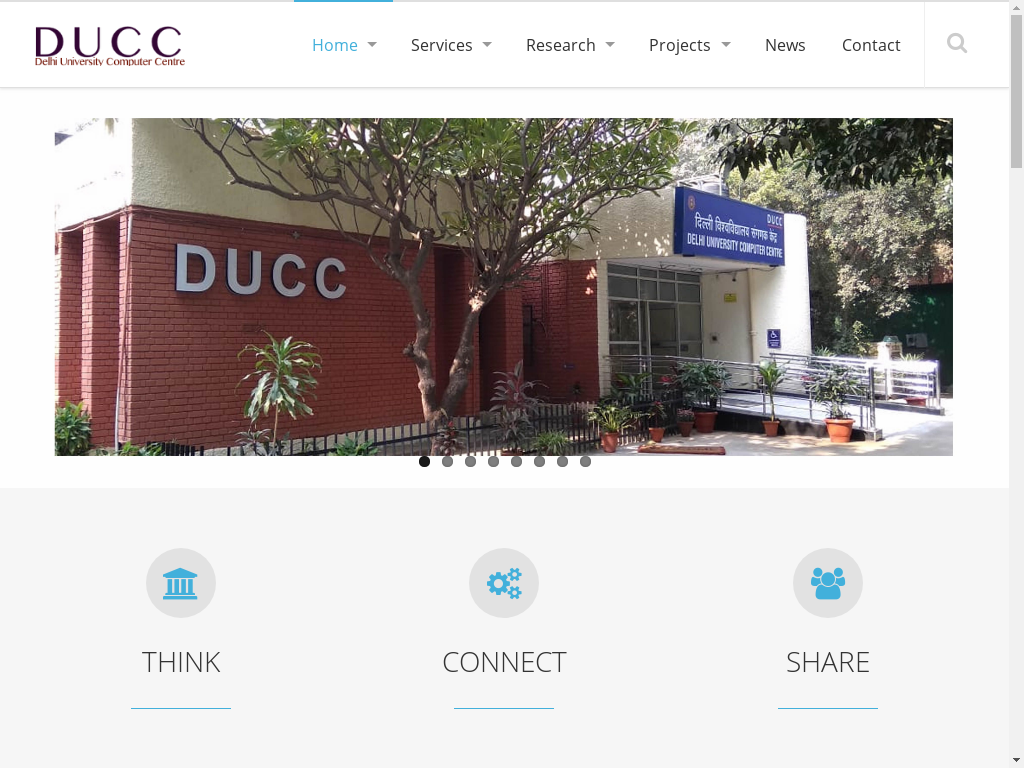 DUCC
Delhi University Computer Centre
Home
Services
Research
Projects
News
Contact
DUCC
DUCC
दिल्ली विश्वविद्यालय संगणक केंद्र
DELHI UNIVERSITY COMPUTER CENTRE
THINK
CONNECT
SHARE